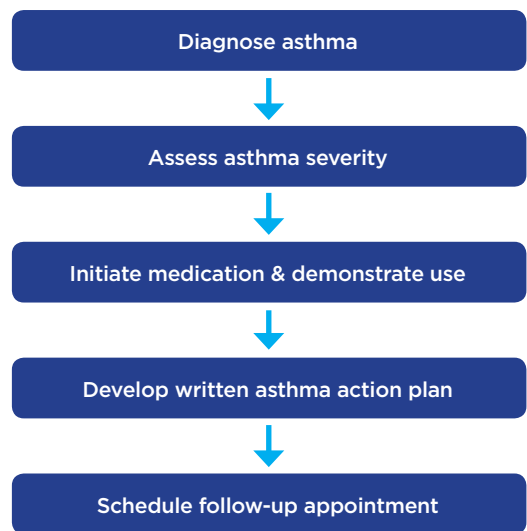 Diagnose asthma
Assess asthma severity
Initiate medication & demonstrate use
Develop written asthma action plan
Schedule follow-up appointment